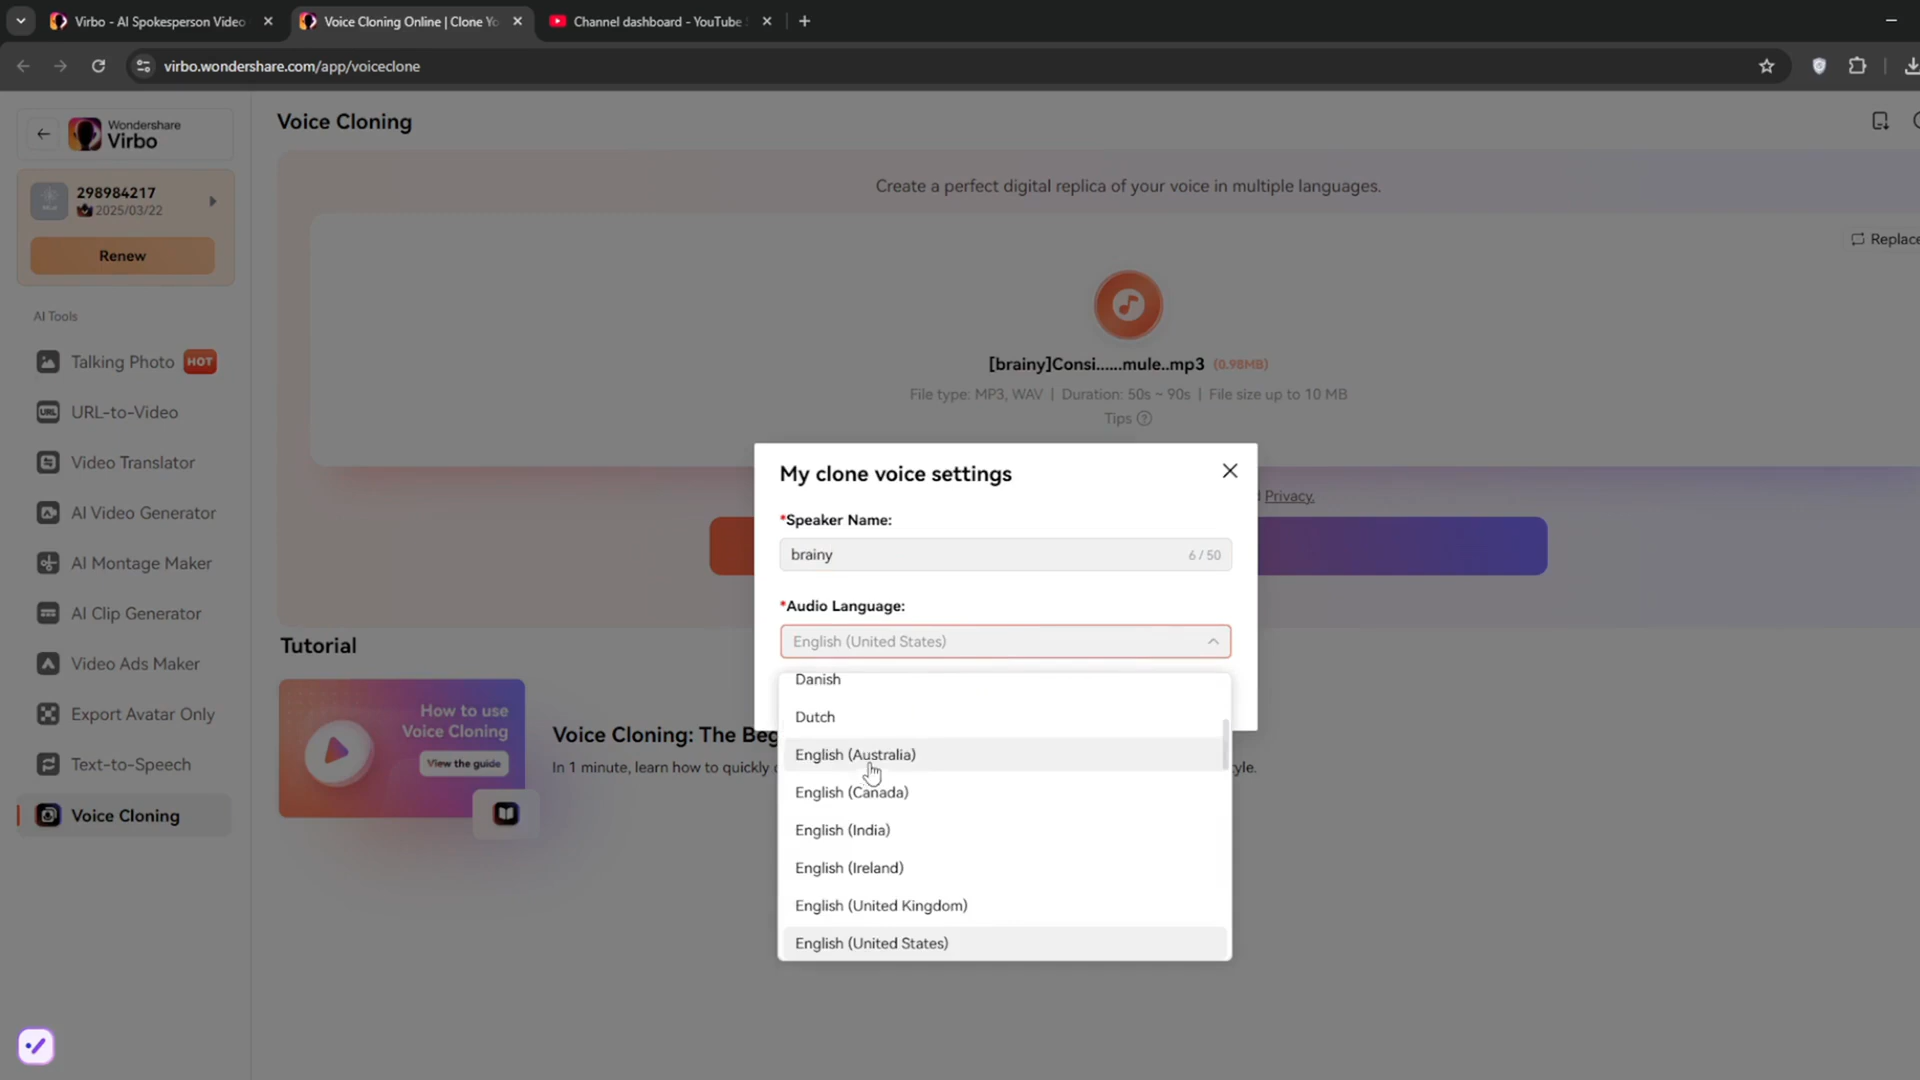 Virbo - AI Spokesperson Video
Voice Cloning Online | Clone Yo
Channel dashboard - YouTube
virbo.wondershare.com/app/voiceclone
Wondershare
Virbo
298984217
2025/03/22
Renew
AI Tools
Talking Photo HOT
URL URL-to-Video
Video Translator
AI Video Generator
AI Montage Maker
AI Clip Generator
Video Ads Maker
Export Avatar Only
Text-to-Speech
Voice Cloning
Voice Cloning
Create a perfect digital replica of your voice in multiple languages.
Replace
[brainy]Consi......mule..mp3 (0.98MB)
File type: MP3, WAV | Duration: 50s ~ 90s | File size up to 10 MB
Tips ?
Privacy.
My clone voice settings
*Speaker Name:
brainy 6 / 50
*Audio Language:
English (United States)
Danish
Dutch
English (Australia)
English (Canada)
English (India)
English (Ireland)
English (United Kingdom)
English (United States)
Tutorial
How to use
Voice Cloning
View the guide
Voice Cloning: The Beg
In 1 minute, learn how to quickly
yle.